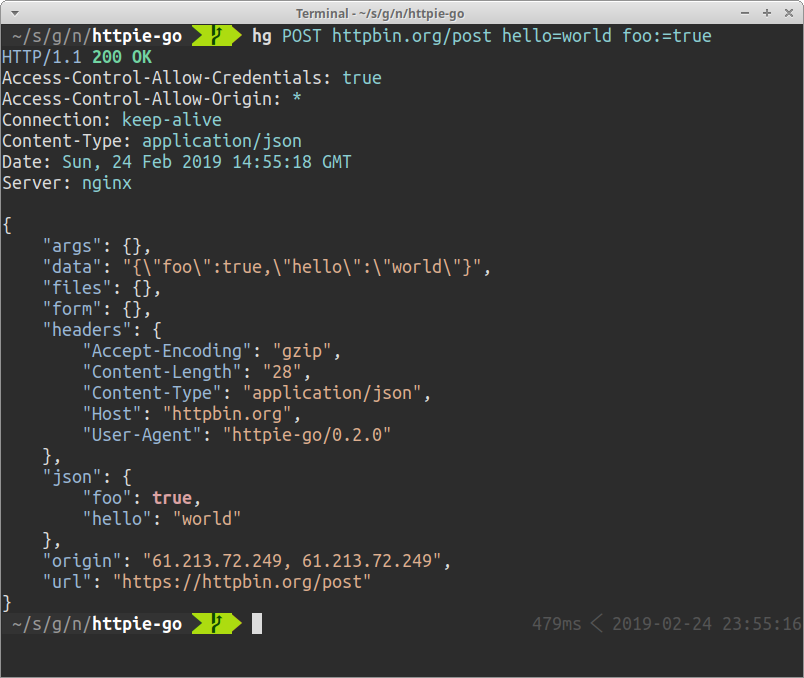 Terminal - ~/s/g/n/httpie-go
~/s/g/n/httpie-go hg POST httpbin.org/post hello=world foo:=true
HTTP/1.1 200 OK
Access-Control-Allow-Credentials: true
Access-Control-Allow-Origin: *
Connection: keep-alive
Content-Type: application/json
Date: Sun, 24 Feb 2019 14:55:18 GMT
Server: nginx
{
    "args": {},
    "data": "{\"foo\":true,\"hello\":\"world\"}",
    "files": {},
    "form": {},
    "headers": {
        "Accept-Encoding": "gzip",
        "Content-Length": "28",
        "Content-Type": "application/json",
        "Host": "httpbin.org",
        "User-Agent": "httpie-go/0.2.0"
    },
    "json": {
        "foo": true,
        "hello": "world"
    },
    "origin": "61.213.72.249, 61.213.72.249",
    "url": "https://httpbin.org/post"
}
~/s/g/n/httpie-go 479ms < 2019-02-24 23:55:16